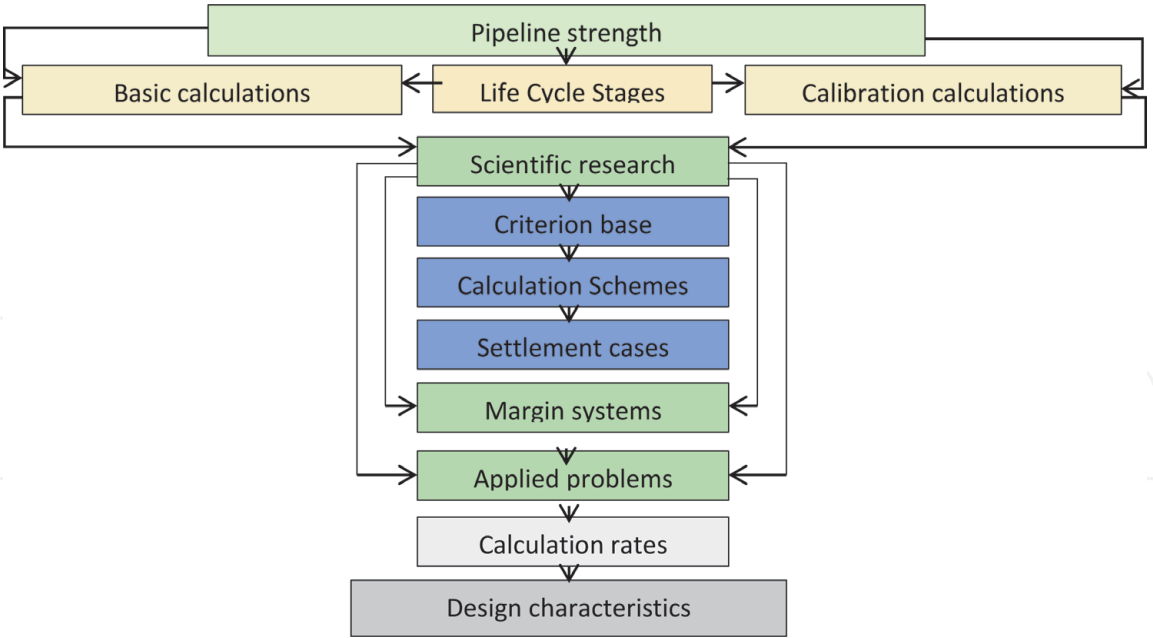 Pipeline strength
Basic calculations
Life Cycle Stages
Calibration calculations
Scientific research
Criterion base
Calculation Schemes
Settlement cases
Margin systems
Applied problems
Calculation rates
Design characteristics